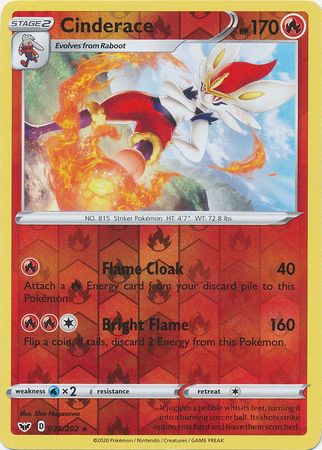 STAGE 2 Cinderace HP 170
Evolves from Raboot
NO. 815 Striker Pokémon HT: 4'7" WT: 72.8 lbs.
Flame Cloak 40
Attach a Energy card from your discard pile to this
Pokémon.
Bright Flame 160
Flip a coin. If tails, discard 2 Energy from this Pokémon.
weakness ×2 resistance retreat
Illus. Shin Nagasawa
It juggles a pebble with its feet, turning it
into a burning soccer ball. Its shots strike
opponents hard and leave them scorched.
D /202 ★
©2020 Pokémon / Nintendo / Creatures / GAME FREAK